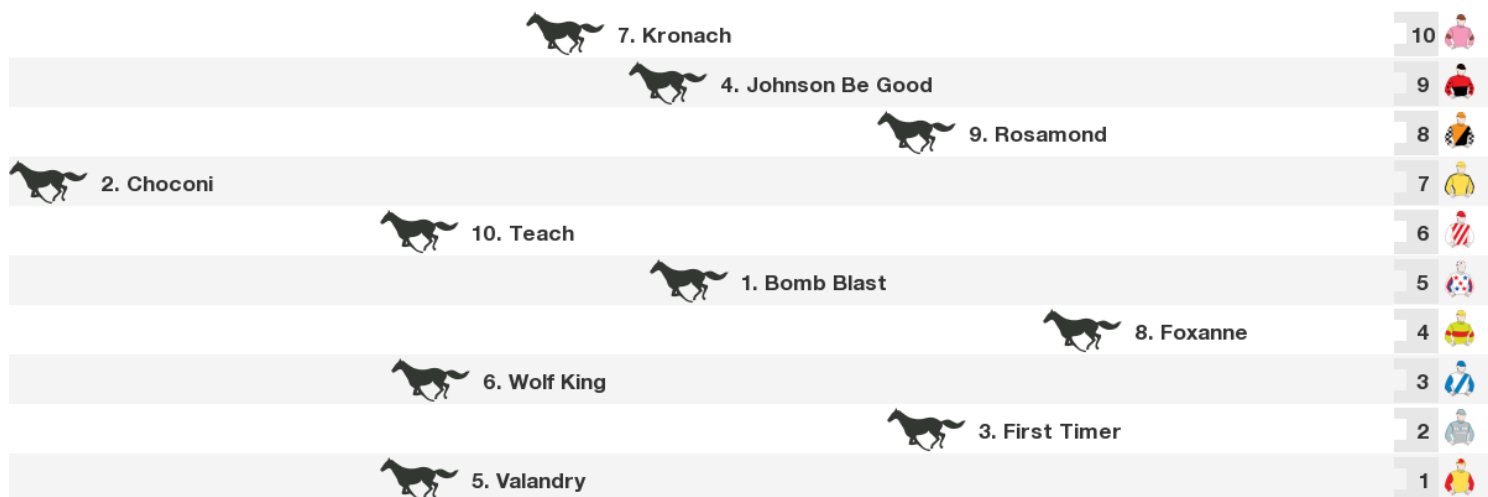 7. Kronach 10
4. Johnson Be Good 9
9. Rosamond 8
2. Choconi 7
10. Teach 6
1. Bomb Blast 5
8. Foxanne 4
6. Wolf King 3
3. First Timer 2
5. Valandry 1